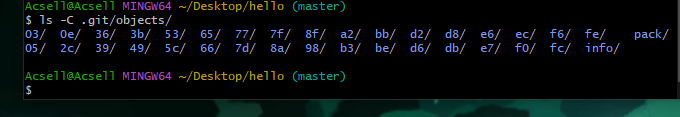 Acsell@Acsell MINGW64 ~/Desktop/hello (master)
$ ls -C .git/objects/
03/  0e/  36/  3b/  53/  65/  77/  7f/  8f/  a2/  bb/  d2/  d8/  e6/  ec/  f6/  fe/    pack/
05/  2c/  39/  49/  5c/  66/  7d/  8a/  98/  b3/  be/  d6/  db/  e7/  f0/  fc/  info/
Acsell@Acsell MINGW64 ~/Desktop/hello (master)
$